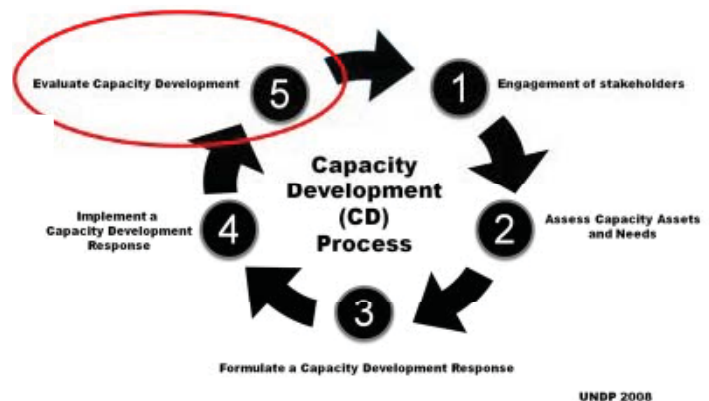 Evaluate Capacity Development
5
1
Engagement of stakeholders
Capacity
Development
(CD)
Process
2
Assess Capacity Assets
and Needs
Implement a
Capacity Development
Response
4
3
Formulate a Capacity Development Response
UNDP 2008